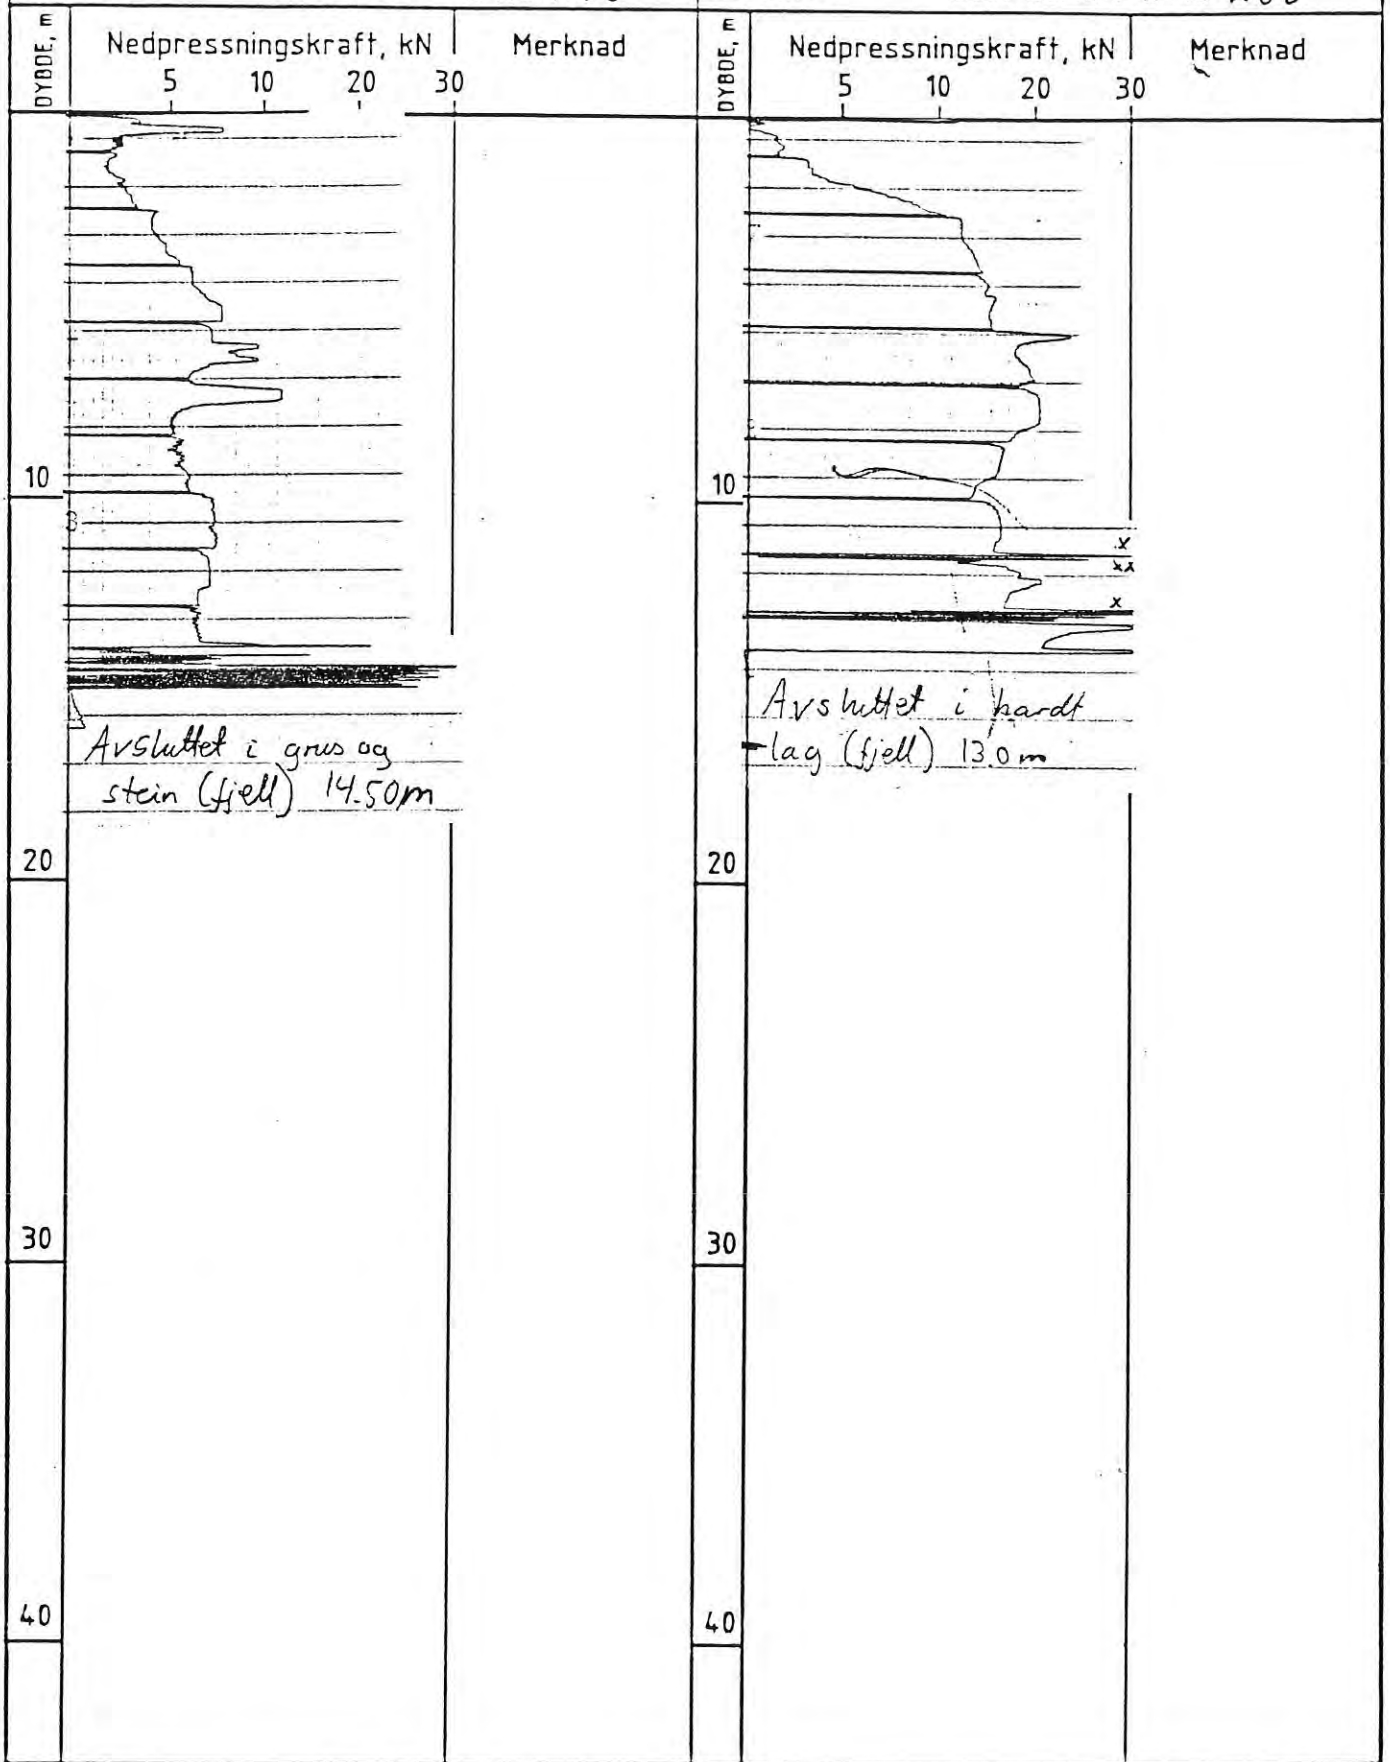 DYBDE, m
Nedpressningskraft, kN
Merknad
5 10 20 30
10
Avsluttet i grus og
stein (fjell) 14.50m
20
30
40
DYBDE, m
Nedpressningskraft, kN
Merknad
5 10 20 30
10
x
xx
x
Avsluttet i hardt
lag (fjell) 13.0 m
20
30
40